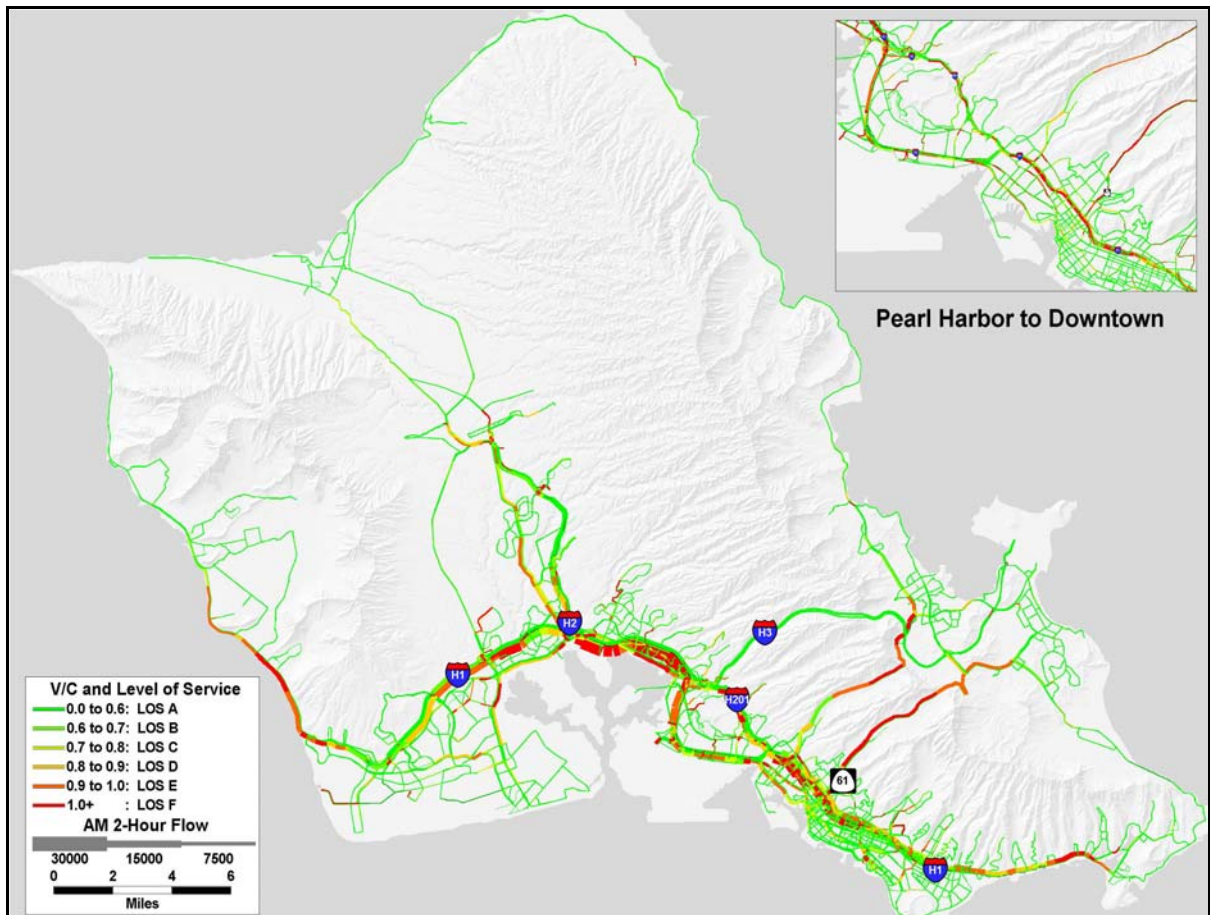 Pearl Harbor to Downtown
H3
H2
H1
H201
61
H1
V/C and Level of Service
0.0 to 0.6: LOS A
0.6 to 0.7: LOS B
0.7 to 0.8: LOS C
0.8 to 0.9: LOS D
0.9 to 1.0: LOS E
1.0+ : LOS F
AM 2-Hour Flow
30000 15000 7500
0 2 4 6
Miles